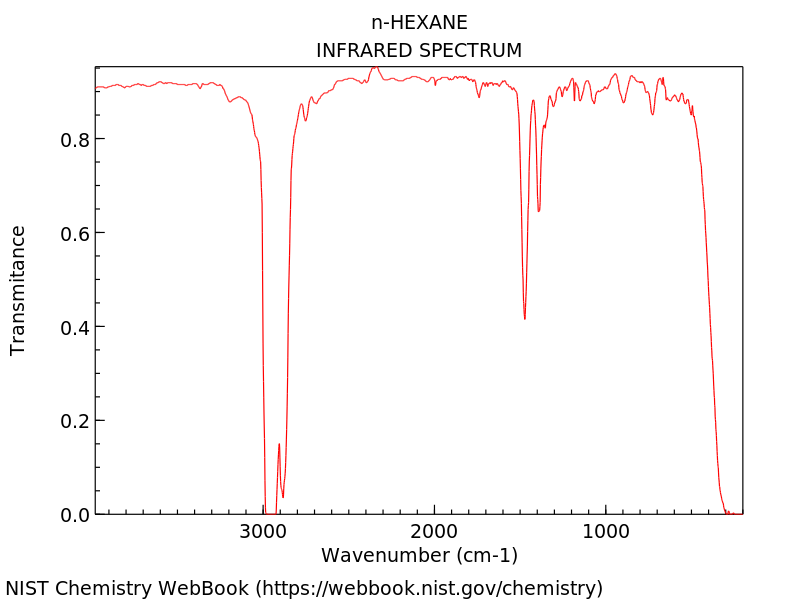 n-HEXANE
INFRARED SPECTRUM
Transmitance
0.8
0.6
0.4
0.2
0.0
3000 2000 1000
Wavenumber (cm-1)
NIST Chemistry WebBook (https://webbook.nist.gov/chemistry)